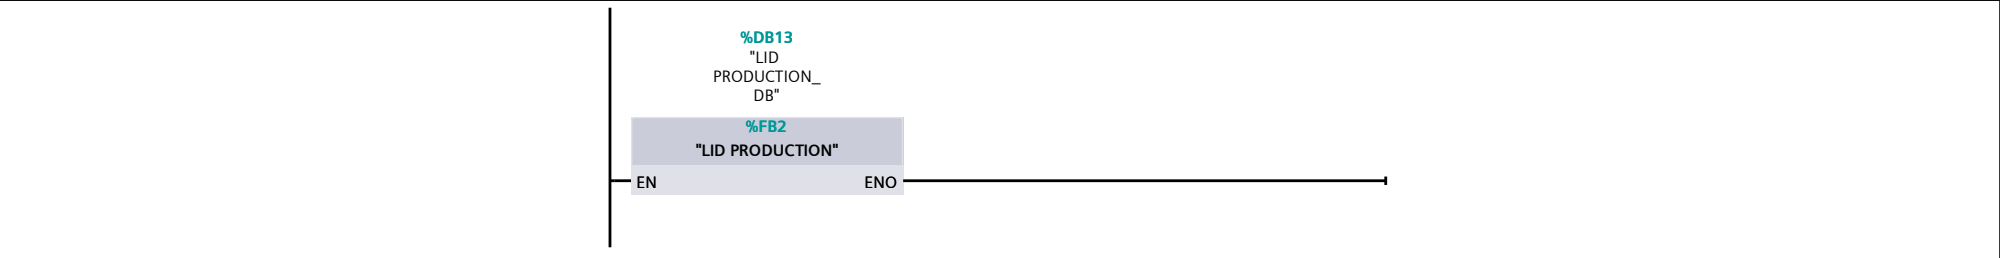 %DB13
"LID
PRODUCTION_
DB"
%FB2
"LID PRODUCTION"
EN ENO